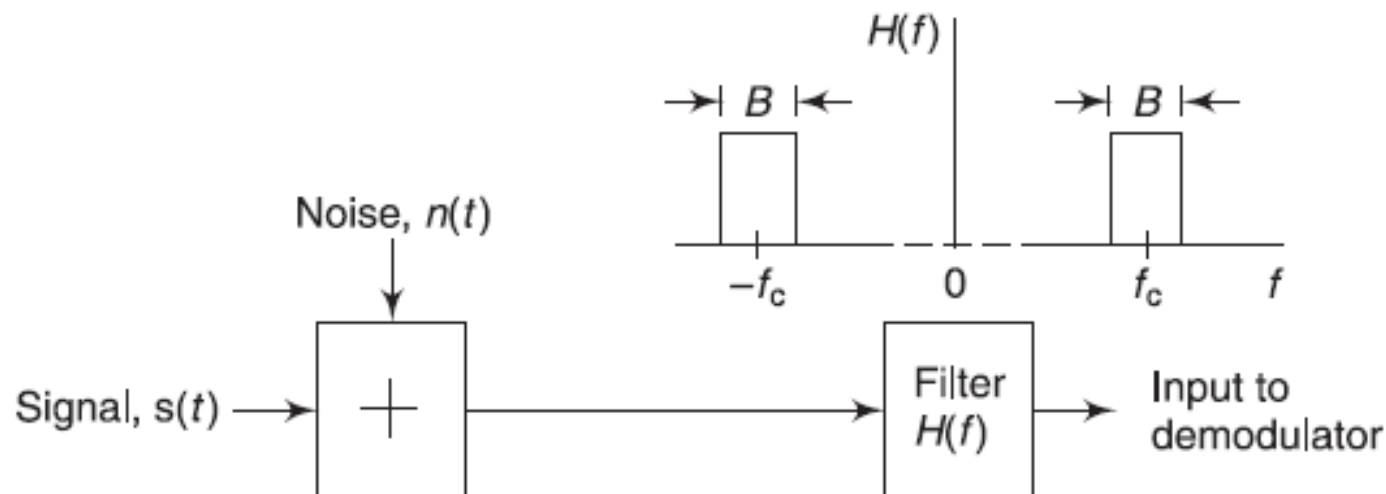 H(f)
B
B
Noise, n(t)
–fc
0
fc
f
Signal, s(t)
+
Filter
H(f)
Input to
demodulator